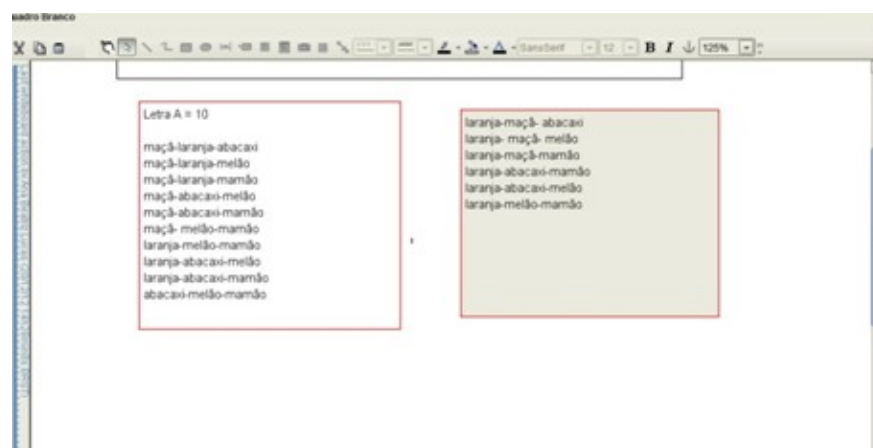 uadro Branco
SansSerif 12 B I 125%
Letra A = 10
maçã-laranja-abacaxi
maçã-laranja-melão
maçã-laranja-mamão
maçã-abacaxi-melão
maçã-abacaxi-mamão
maçã- melão-mamão
laranja-melão-mamão
laranja-abacaxi-melão
laranja-abacaxi-mamão
abacaxi-melão-mamão
laranja-maçã- abacaxi
laranja- maçã- melão
laranja-maçã-mamão
laranja-abacaxi-mamão
laranja-abacaxi-melão
laranja-melão-mamão